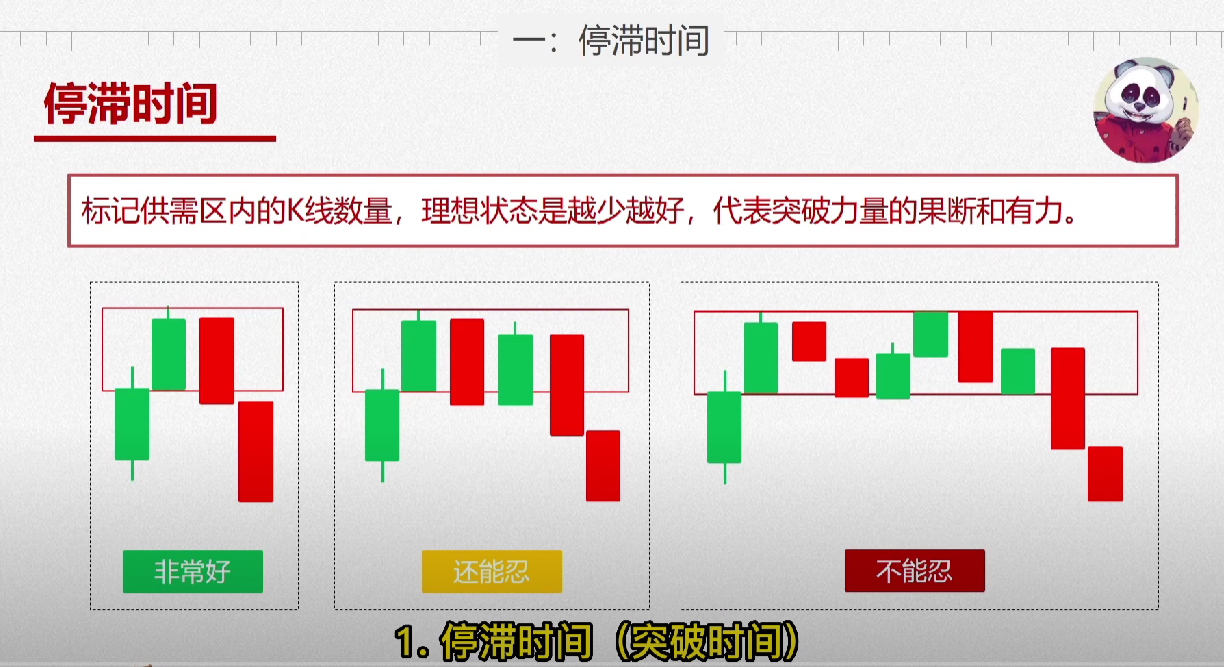 一：停滞时间
停滞时间
标记供需区内的K线数量，理想状态是越少越好，代表突破力量的果断和有力。
非常好
还能忍
不能忍
1. 停滞时间（突破时间）